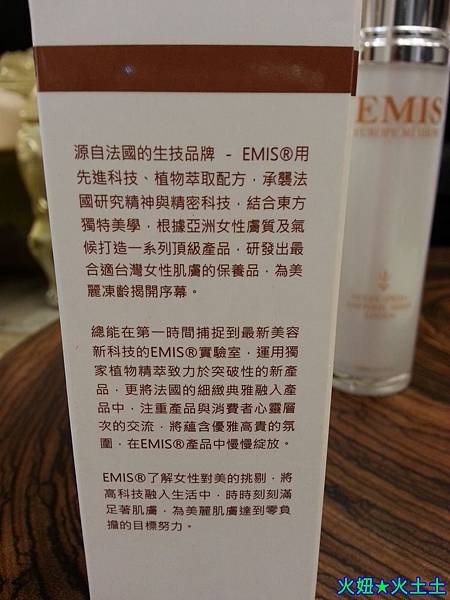 源自法國的生技品牌 - EMIS®用
先進科技、植物萃取配方，承襲法
國研究精神與精密科技，結合東方
獨特美學，根據亞洲女性膚質及氣
候打造一系列頂級產品，研發出最
合適台灣女性肌膚的保養品，為美
麗凍齡揭開序幕。
總能在第一時間捕捉到最新美容
新科技的EMIS®實驗室，運用獨
家植物精萃致力於突破性的新產
品，更將法國的細緻典雅融入產
品中，注重產品與消費者心靈層
次的交流，將蘊含優雅高貴的氛
圍，在EMIS®產品中慢慢綻放。
EMIS®了解女性對美的挑剔，將
高科技融入生活中，時時刻刻滿
足著肌膚，為美麗肌膚達到零負
擔的目標努力。
EMIS
LOTION
火妞★火土土